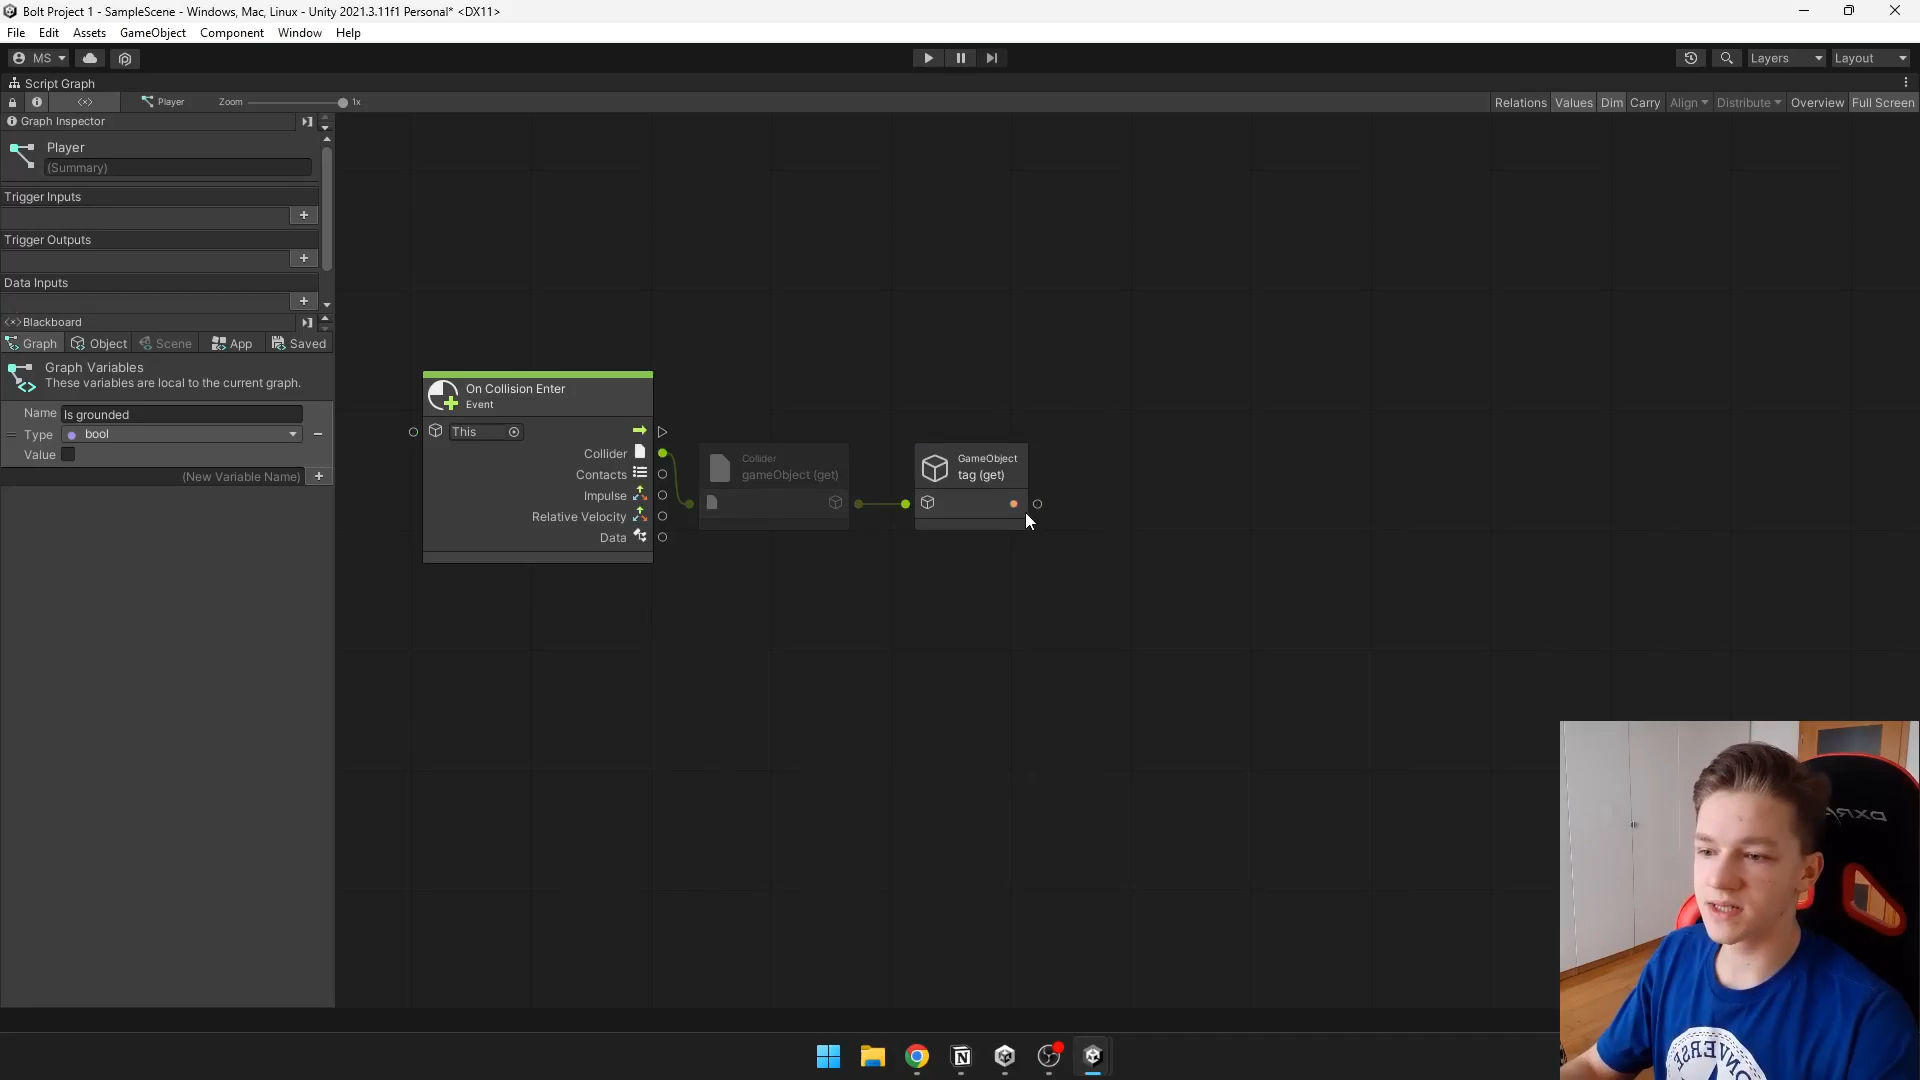 Bolt Project 1 - SampleScene - Windows, Mac, Linux - Unity 2021.3.11f1 Personal* <DX11>
File Edit Assets GameObject Component Window Help
MS Layers Layout
Script Graph
<x> Player Zoom 1x Relations Values Dim Carry Align Distribute Overview Full Screen
Graph Inspector
Player
(Summary)
Trigger Inputs
+
Trigger Outputs
+
Data Inputs
+
<x>Blackboard
Graph Object Scene App Saved
Graph Variables
These variables are local to the current graph.
Name Is grounded
Type bool
Value
(New Variable Name) +
On Collision Enter
Event
This
Collider
Contacts
Impulse
Relative Velocity
Data
Collider
gameObject (get)
GameObject
tag (get)
DXRA
CONVERSE